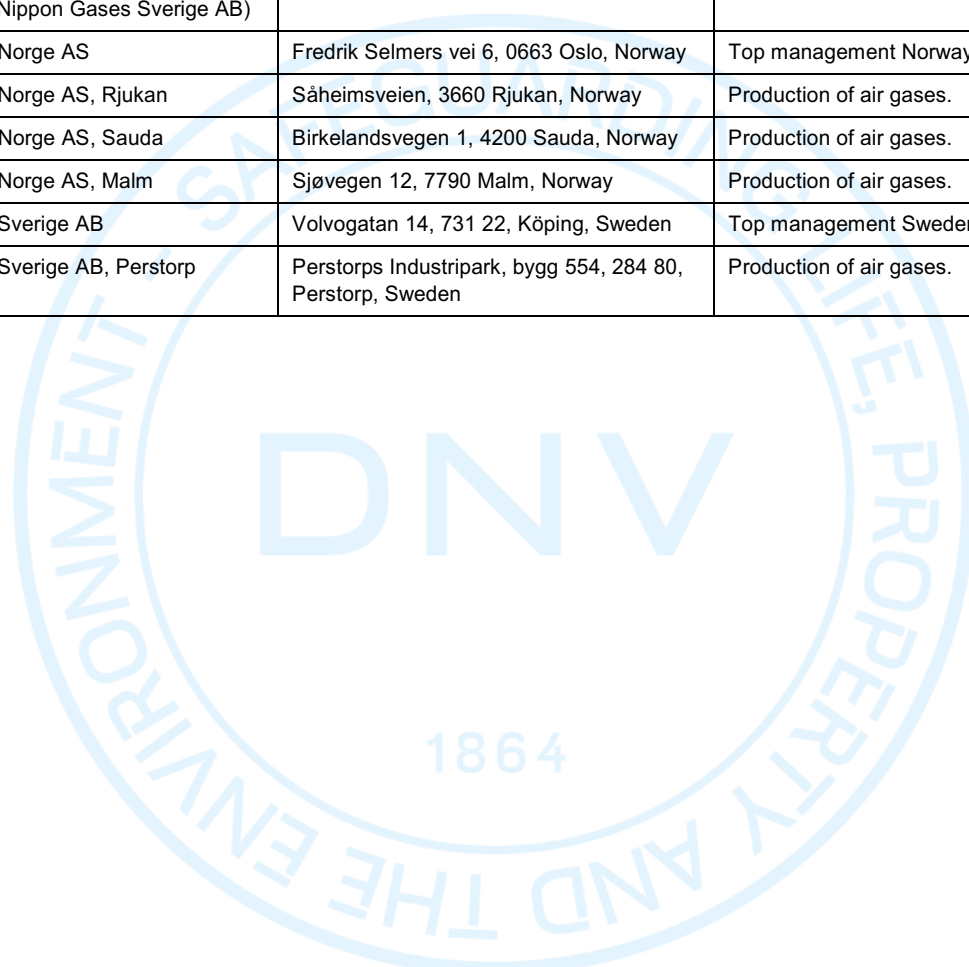 Nippon Gases Sverige AB)
Norge AS Fredrik Selmers vei 6, 0663 Oslo, Norway Top management Norway
Norge AS, Rjukan Såheimsveien, 3660 Rjukan, Norway Production of air gases.
Norge AS, Sauda Birkelandsvegen 1, 4200 Sauda, Norway Production of air gases.
Norge AS, Malm Sjøvegen 12, 7790 Malm, Norway Production of air gases.
Sverige AB Volvogatan 14, 731 22, Köping, Sweden Top management Sweden
Sverige AB, Perstorp Perstorps Industripark, bygg 554, 284 80, Production of air gases.
Perstorp, Sweden
SAFEGUARDING LIFE, PROPERTY AND THE ENVIRONMENT -
DNV
1864